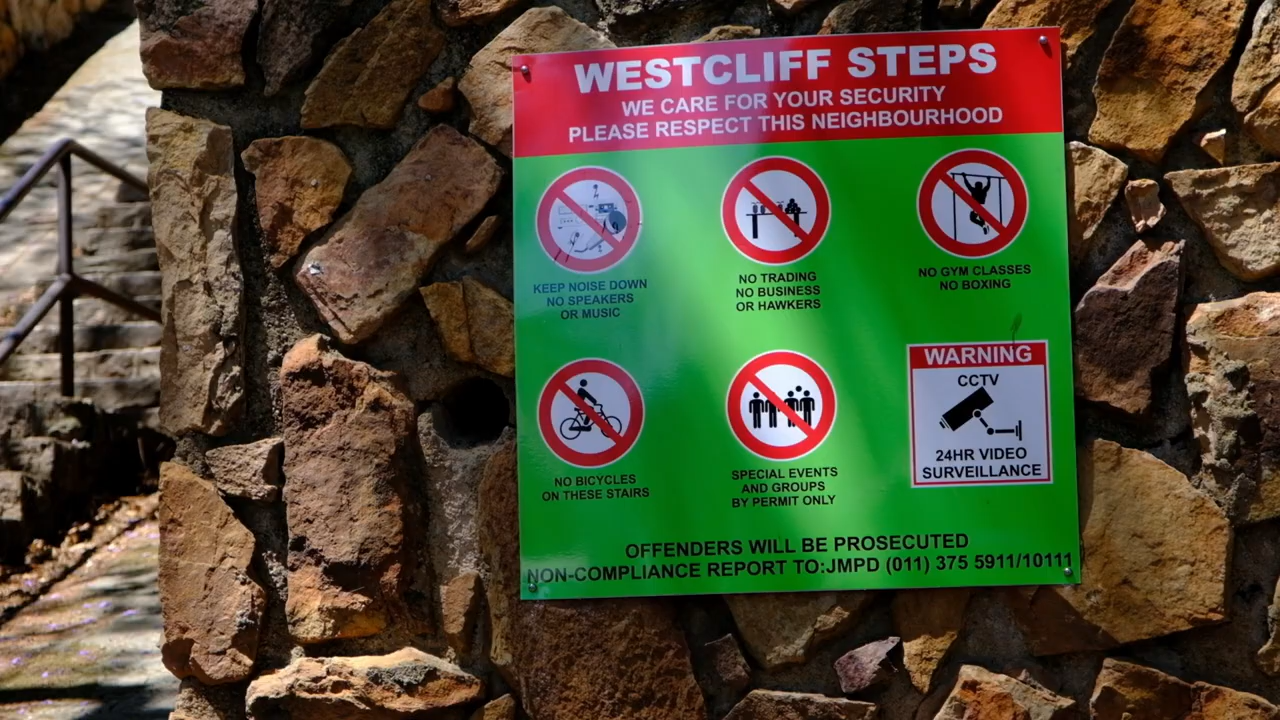 WESTCLIFF STEPS
WE CARE FOR YOUR SECURITY
PLEASE RESPECT THIS NEIGHBOURHOOD
KEEP NOISE DOWN
NO SPEAKERS
OR MUSIC
NO TRADING
NO BUSINESS
OR HAWKERS
NO GYM CLASSES
NO BOXING
NO BICYCLES
ON THESE STAIRS
SPECIAL EVENTS
AND GROUPS
BY PERMIT ONLY
WARNING
CCTV
24HR VIDEO
SURVEILLANCE
OFFENDERS WILL BE PROSECUTED
NON-COMPLIANCE REPORT TO:JMPD (011) 375 5911/10111